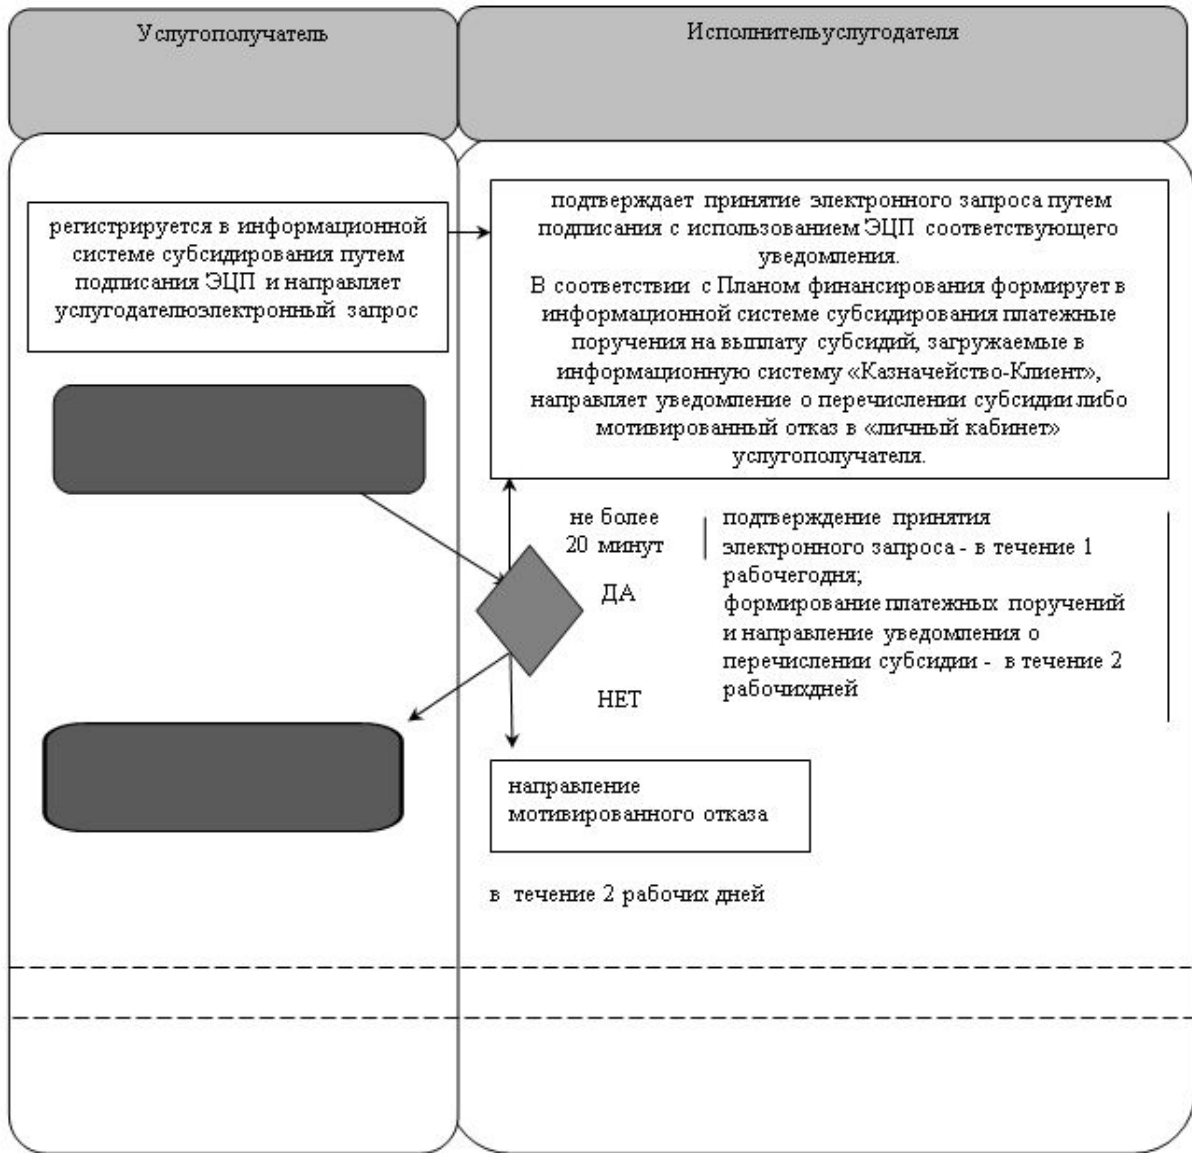 Услугополучатель
Исполнительуслугодателя
регистрируется в информационной
системе субсидирования путем
подписания ЭЦП и направляет
услугодателюэлектронный запрос
подтверждает принятие электронного запроса путем
подписания с использованием ЭЦП соответствующего
уведомления.
В соответствии с Планом финансирования формирует в
информационной системе субсидирования платежные
поручения на выплату субсидий, загружаемые в
информационную систему «Казначейство-Клиент»,
направляет уведомление о перечислении субсидии либо
мотивированный отказ в «личный кабинет»
услугополучателя.
не более
20 минут
ДА
НЕТ
подтверждение принятия
электронного запроса - в течение 1
рабочегодня;
формирование платежных поручений
и направление уведомления о
перечислении субсидии - в течение 2
рабочихдней
направление
мотивированного отказа
в течение 2 рабочих дней